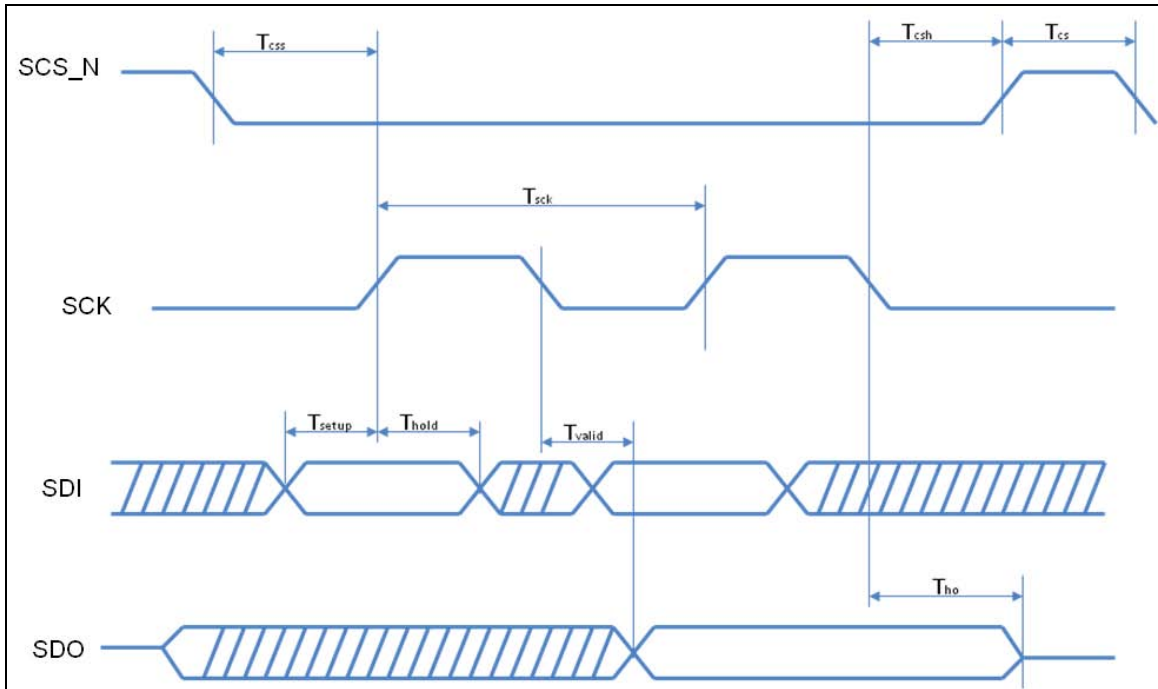 Tcss
Tcsh
Tcs
SCS_N
Tsck
SCK
Tsetup
Thold
Tvalid
SDI
Tho
SDO